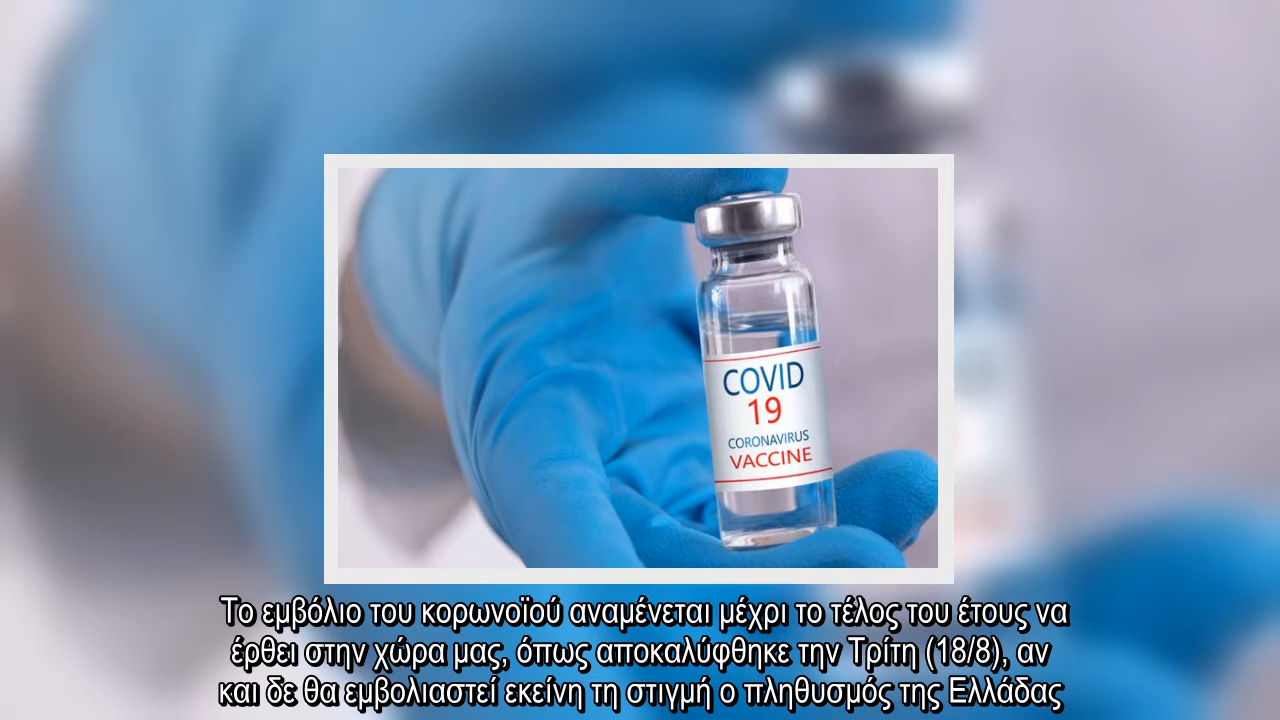 COVID
19
CORONAVIRUS
VACCINE
Το εμβόλιο του κορωνοϊού αναμένεται μέχρι το τέλος του έτους να
έρθει στην χώρα μας, όπως αποκαλύφθηκε την Τρίτη (18/8), αν
και δε θα εμβολιαστεί εκείνη τη στιγμή ο πληθυσμός της Ελλάδας